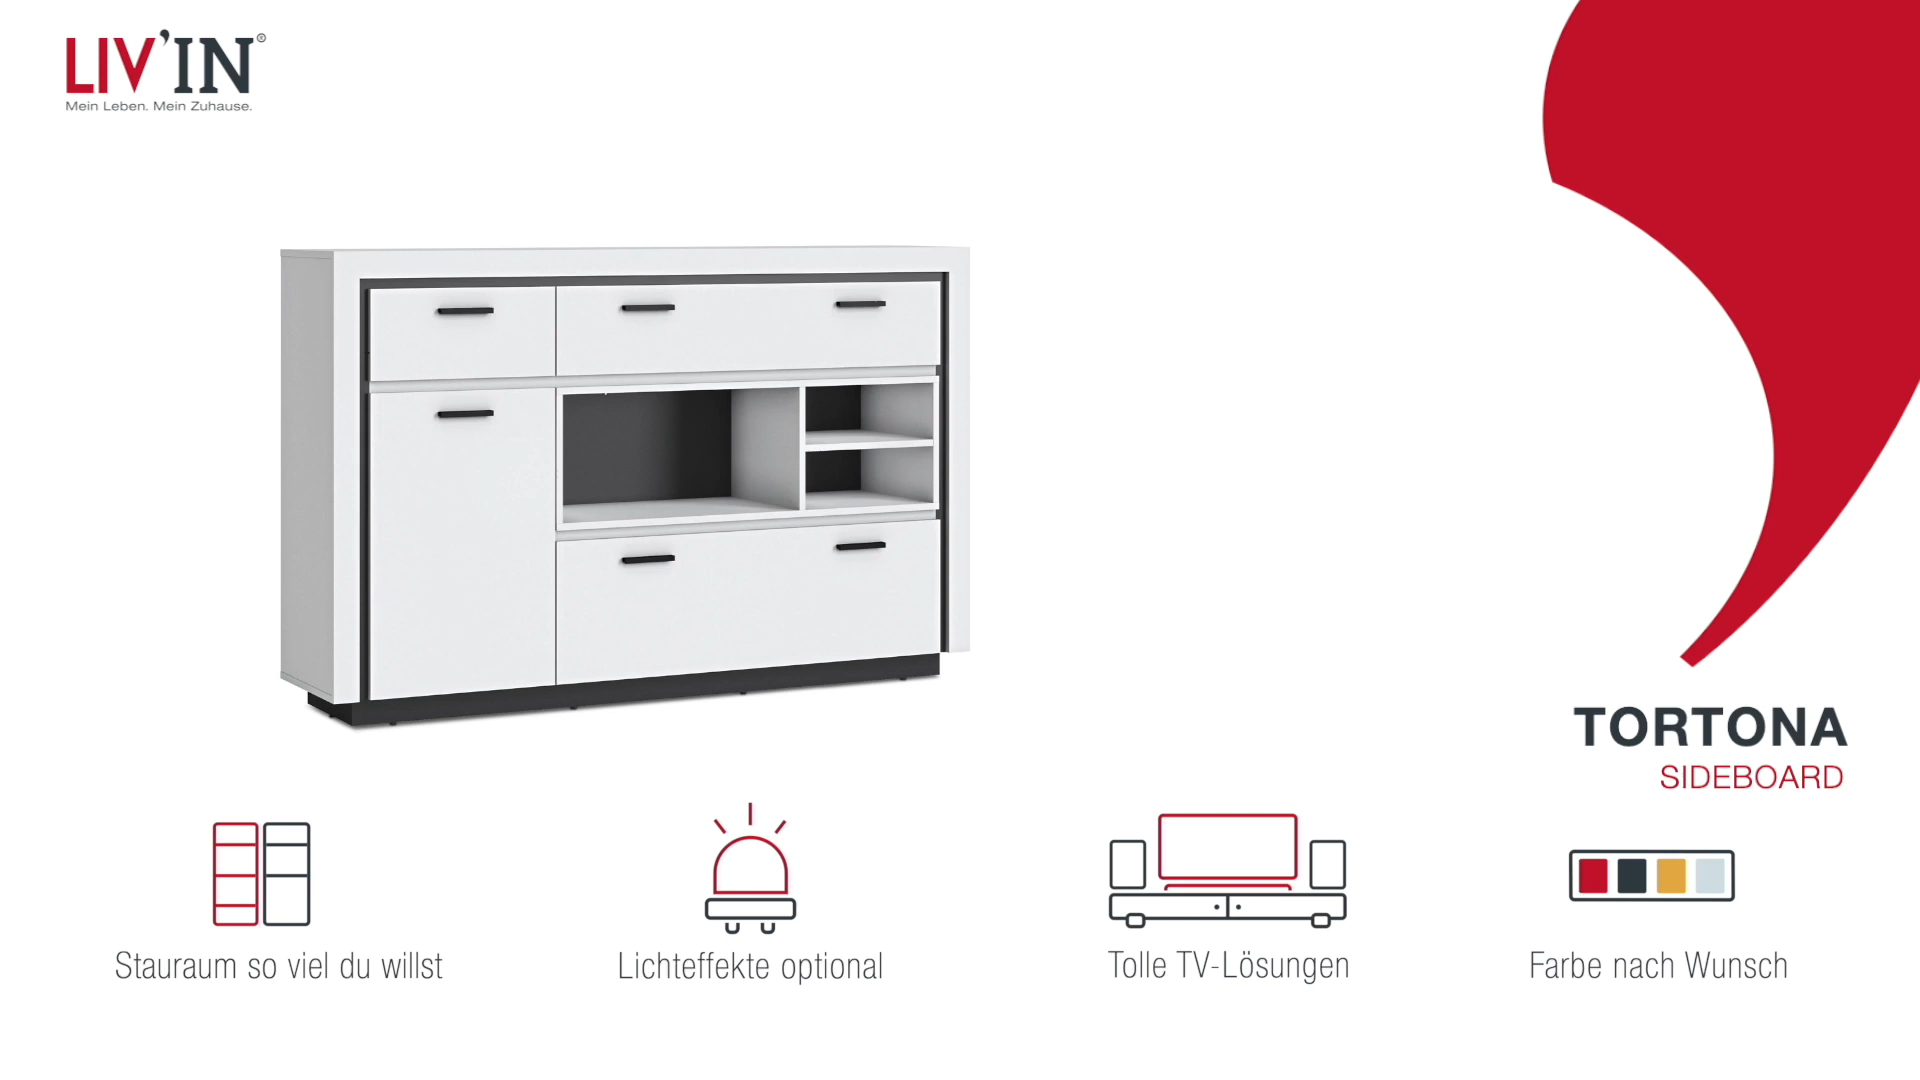 LIV'IN®
Mein Leben. Mein Zuhause.
TORTONA
SIDEBOARD
Stauraum so viel du willst
Lichteffekte optional
Tolle TV-Lösungen
Farbe nach Wunsch